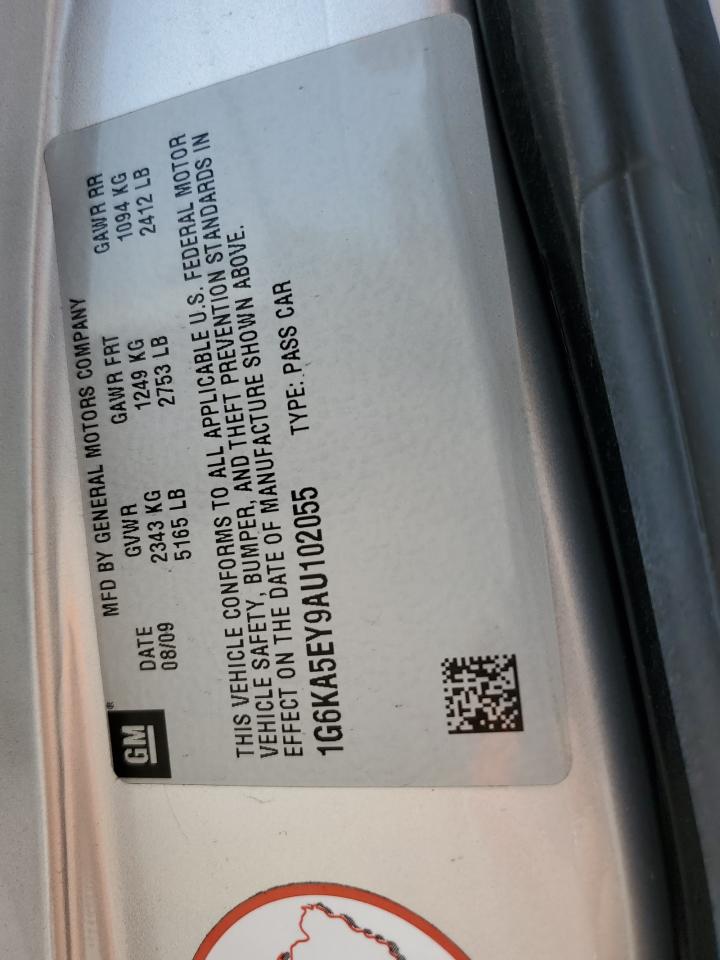 GM®
MFD BY GENERAL MOTORS COMPANY
DATE GVWR GAWR FRT GAWR RR
08/09 2343 KG 1249 KG 1094 KG
5165 LB 2753 LB 2412 LB
THIS VEHICLE CONFORMS TO ALL APPLICABLE U.S. FEDERAL MOTOR
VEHICLE SAFETY, BUMPER, AND THEFT PREVENTION STANDARDS IN
EFFECT ON THE DATE OF MANUFACTURE SHOWN ABOVE.
1G6KA5EY9AU102055 TYPE: PASS CAR